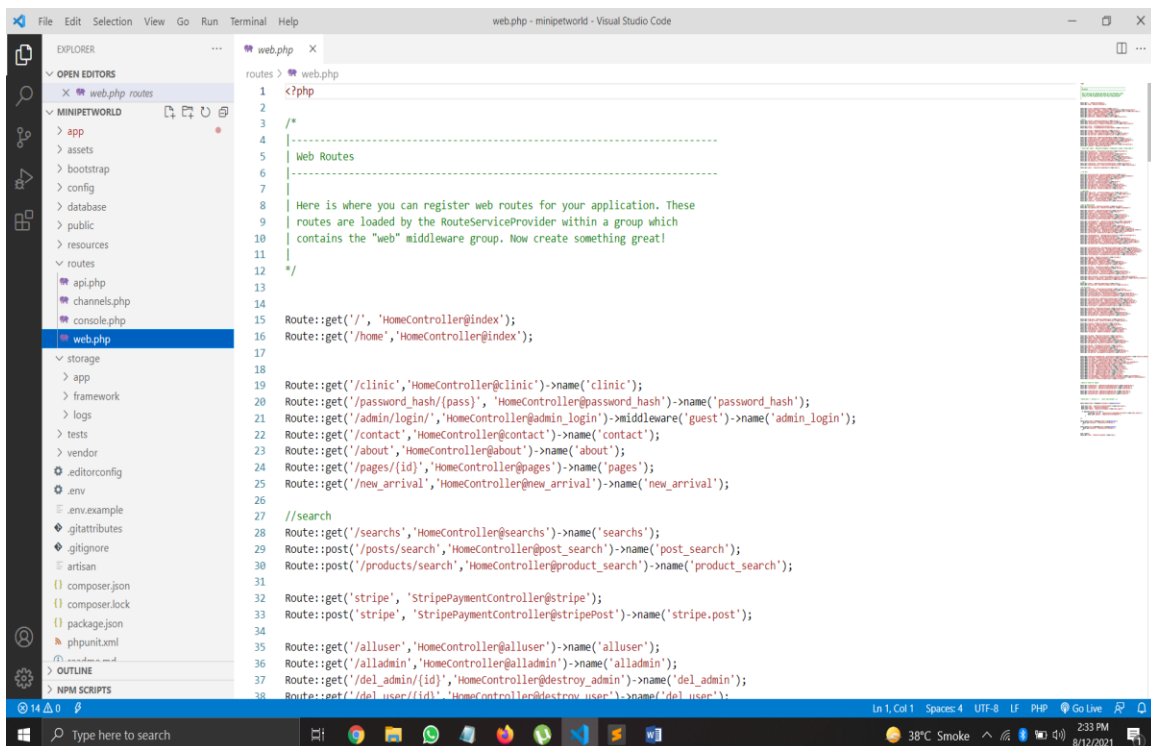 File Edit Selection View Go Run Terminal Help
web.php - minipetworld - Visual Studio Code
EXPLORER
web.php
OPEN EDITORS
web.php routes
MINIPETWORLD
app
assets
bootstrap
config
database
public
resources
routes
api.php
channels.php
console.php
web.php
storage
app
framework
logs
tests
vendor
.editorconfig
.env
.env.example
.gitattributes
.gitignore
artisan
composer.json
composer.lock
package.json
phpunit.xml
OUTLINE
NPM SCRIPTS
routes > web.php
1 <?php
2
3 /*
4 |--------------------------------------------------------------------------
5 | Web Routes
6 |--------------------------------------------------------------------------
7 |
8 | Here is where you can register web routes for your application. These
9 | routes are loaded by the RouteServiceProvider within a group which
10 | contains the "web" middleware group. Now create something great!
11 |
12 */
13
14
15 Route::get('/', 'HomeController@index');
16 Route::get('/home','HomeController@index');
17
18
19 Route::get('/clinic','HomeController@clinic')->name('clinic');
20 Route::get('/password_hash/{pass}', 'HomeController@password_hash')->name('password_hash');
21 Route::get('/admin/login/','HomeController@admin_login')->middleware('guest')->name('admin_login');
22 Route::get('/contact','HomeController@contact')->name('contact');
23 Route::get('/about','HomeController@about')->name('about');
24 Route::get('/pages/{id}','HomeController@pages')->name('pages');
25 Route::get('/new_arrival','HomeController@new_arrival')->name('new_arrival');
26
27 //search
28 Route::get('/searchs','HomeController@searchs')->name('searchs');
29 Route::post('/posts/search','HomeController@post_search')->name('post_search');
30 Route::post('/products/search','HomeController@product_search')->name('product_search');
31
32 Route::get('stripe', 'StripePaymentController@stripe');
33 Route::post('stripe', 'StripePaymentController@stripePost')->name('stripe.post');
34
35 Route::get('/alluser','HomeController@alluser')->name('alluser');
36 Route::get('/alladmin','HomeController@alladmin')->name('alladmin');
37 Route::get('/del_admin/{id}','HomeController@destroy_admin')->name('del_admin');
38 Route::get('/del_user/{id}','HomeController@destroy_user')->name('del_user');
14 0
Ln 1, Col 1 Spaces: 4 UTF-8 LF PHP Go Live
Type here to search
38°C Smoke
2:33 PM
8/12/2021